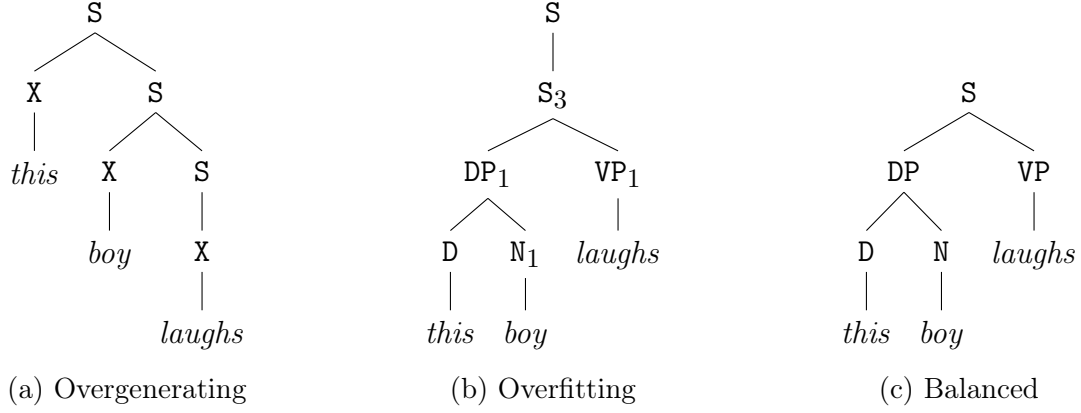 S
X S
this X S
boy X
laughs
(a) Overgenerating
S
S₃
DP₁ VP₁
D N₁ laughs
this boy
(b) Overfitting
S
DP VP
D N laughs
this boy
(c) Balanced